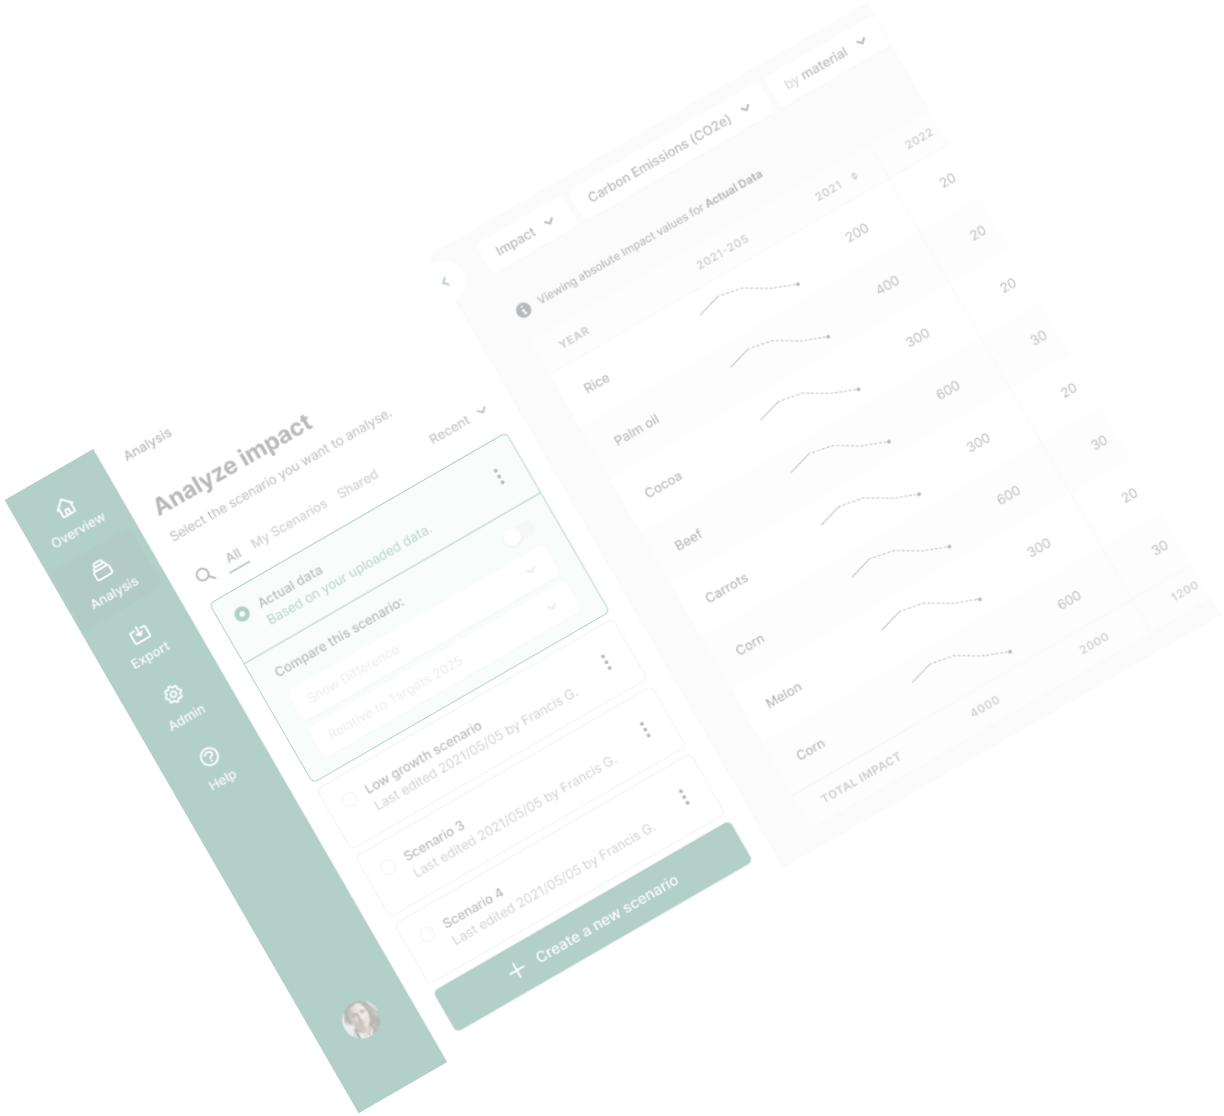 Overview
Analysis
Export
Admin
Help
Analysis
Analyze impact
Select the scenario you want to analyse.
All My Scenarios Shared Recent
Actual data
Based on your uploaded data.
Compare this scenario:
Show Difference
Relative to Targets 2025
Low growth scenario
Last edited 2021/05/05 by Francis G.
Scenario 3
Last edited 2021/05/05 by Francis G.
Scenario 4
Last edited 2021/05/05 by Francis G.
Create a new scenario
Impact Carbon Emissions (CO2e) by material
Viewing absolute Impact values for Actual Data
YEAR 2021-205 2021 2022
Rice 200 20
Palm oil 400 20
Cocoa 300 20
Beef 600 30
Carrots 300 20
Corn 600 30
Melon 300 20
Corn 600 30
TOTAL IMPACT 4000 2000 1200